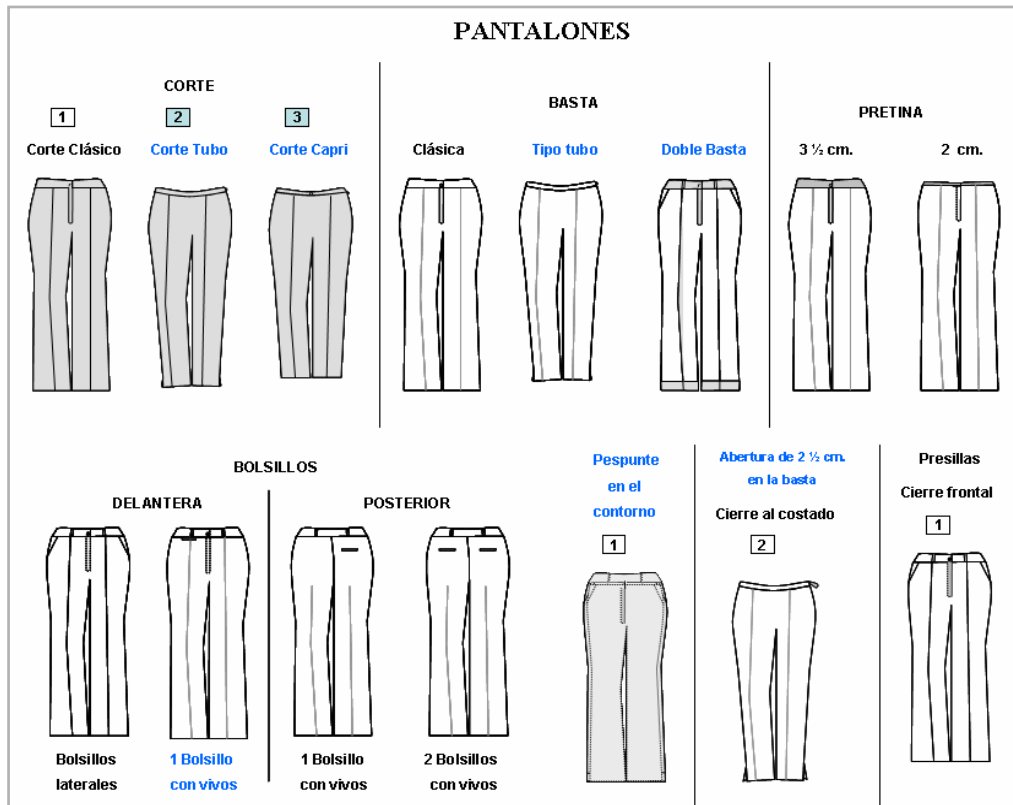 PANTALONES
CORTE
1
2
3
Corte Clásico
Corte Tubo
Corte Capri
BASTA
Clásica
Tipo tubo
Doble Basta
PRETINA
3 ½ cm.
2 cm.
BOLSILLOS
DELANTERA
POSTERIOR
Bolsillos
laterales
1 Bolsillo
con vivos
1 Bolsillo
con vivos
2 Bolsillos
con vivos
Pespunte
en el
contorno
1
Abertura de 2 ½ cm.
en la basta
Cierre al costado
2
Presillas
Cierre frontal
1